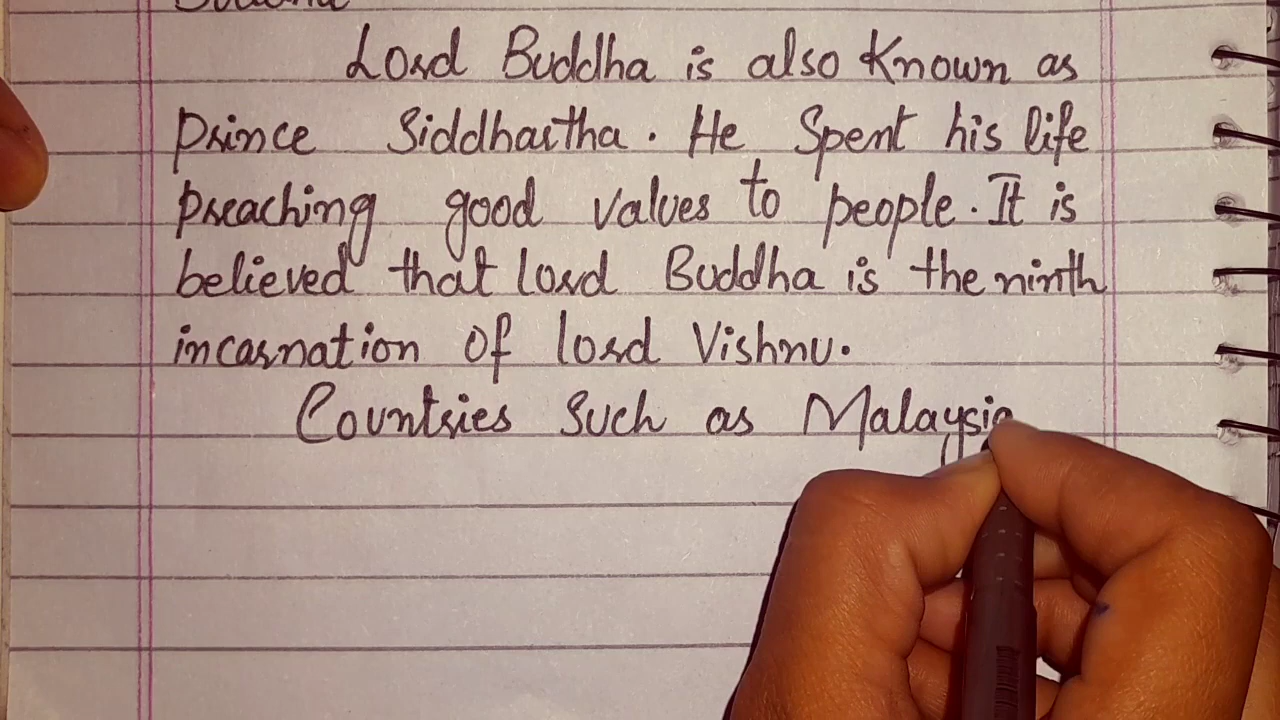 Lord Buddha is also Known as
Prince Siddhartha. He Spent his life
Preaching good values to people. It is
believed that lord Buddha is the ninth
incarnation of lord Vishnu.
Countries Such as Malaysia